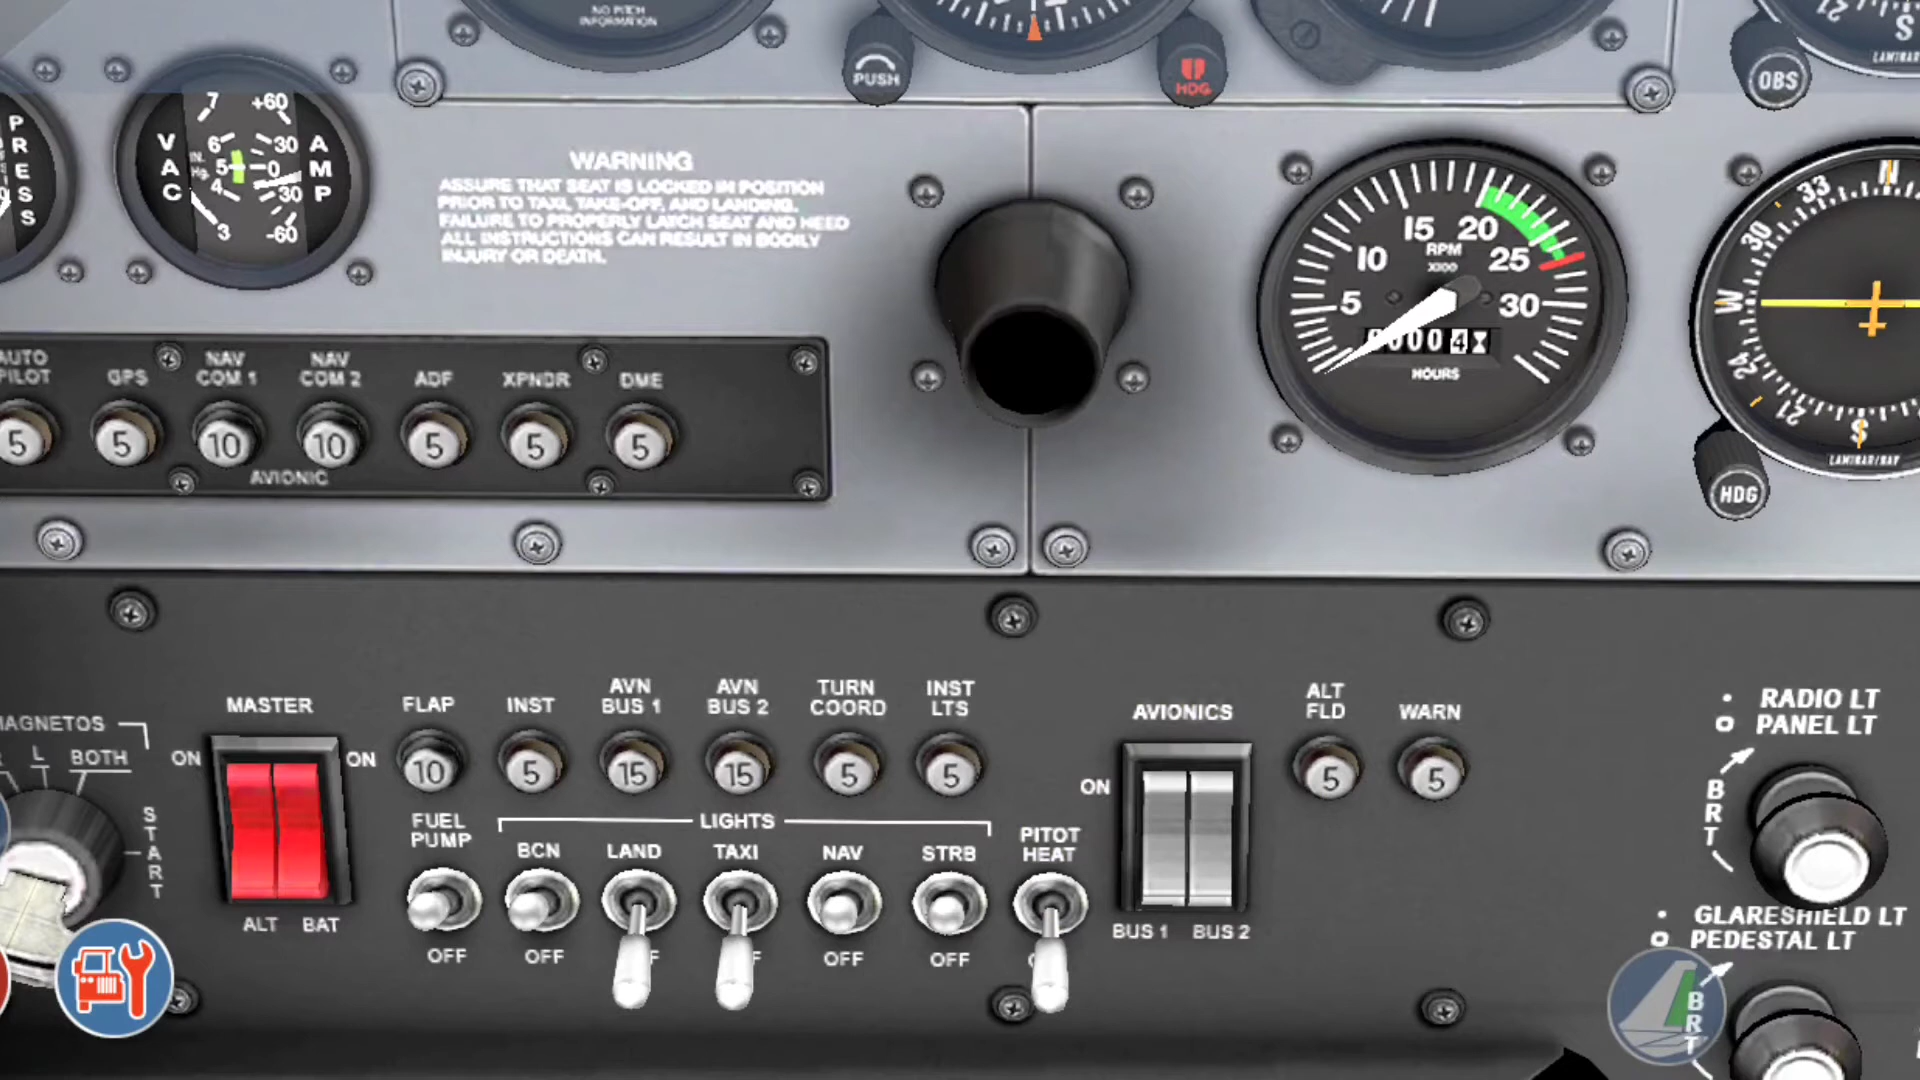 NO PITCH
INFORMATION
PUSH
HDG
OBS
21
S
P
R
E
S
S
VAC
7
6
5
4
3
IN.
Hg.
+60
30
0
30
-60
AMP
WARNING
ASSURE THAT SEAT IS LOCKED IN POSITION
PRIOR TO TAXI, TAKE-OFF, AND LANDING.
FAILURE TO PROPERLY LATCH SEAT AND HEED
ALL INSTRUCTIONS CAN RESULT IN BODILY
INJURY OR DEATH.
5
10
15
20
25
30
RPM
X100
4
HOURS
N
33
30
W
24
21
S
LAMINAR/NAV
HDG
AUTO
PILOT
GPS
NAV
COM 1
NAV
COM 2
ADF
XPNDR
DME
5
5
10
10
5
5
5
AVIONIC
MAGNETOS
L
BOTH
START
MASTER
ON
ON
ALT
BAT
FLAP
INST
AVN
BUS 1
AVN
BUS 2
TURN
COORD
INST
LTS
10
5
15
15
5
5
FUEL
PUMP
LIGHTS
BCN
LAND
TAXI
NAV
STRB
PITOT
HEAT
OFF
OFF
OFF
OFF
AVIONICS
ON
BUS 1
BUS 2
ALT
FLD
WARN
5
5
RADIO LT
PANEL LT
BRT
GLARESHIELD LT
PEDESTAL LT
BRT